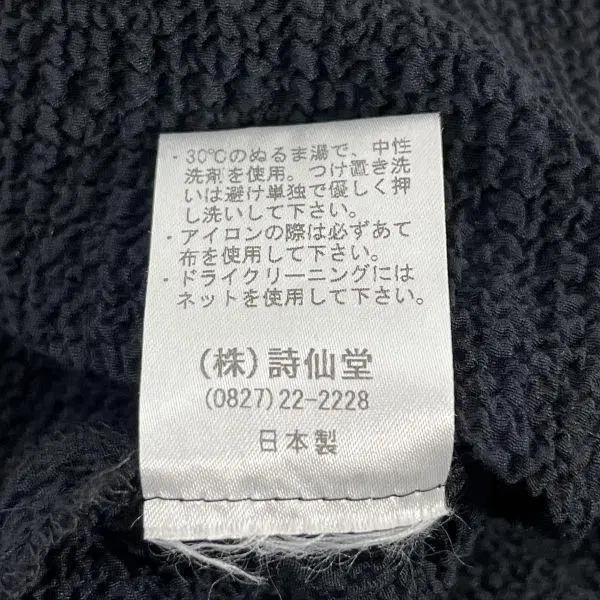 ・30℃のぬるま湯で、中性
洗剤を使用。つけ置き洗
いは避け単独で優しく押
し洗いして下さい。
・アイロンの際は必ずあて
布を使用して下さい。
・ドライクリーニングには
ネットを使用して下さい。
(株)詩仙堂
(0827)22-2228
日本製